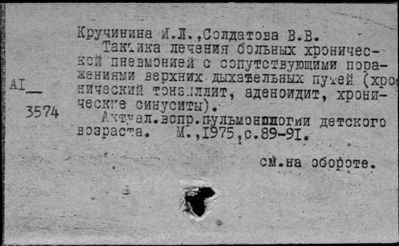 Кручинина И.Л.,Солдатова В.В.
Тактика лечения больных хроничес-
кой пневмонией с сопутствующими пора-
жениями верхних дыхательных путей (хро-
нический тонзиллит, аденоидит, хрони-
ческие синуситы).
АI
3574
Актуал.вопр.пульмонологии детского
возраста. М.,1975,с.89-91.
см.на обороте.